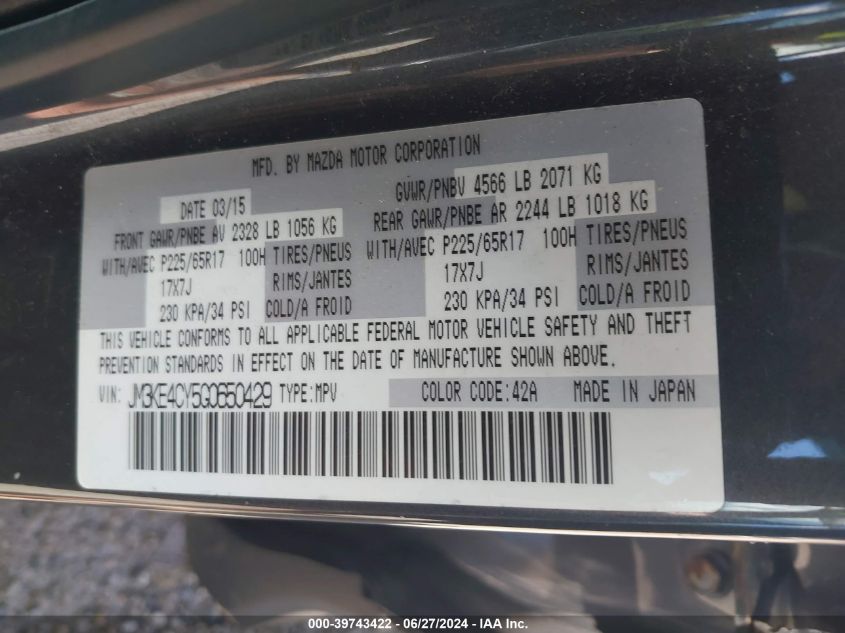 MFD. BY MAZDA MOTOR CORPORATION
DATE 03/15 GVWR/PNBV 4566 LB 2071 KG
FRONT GAWR/PNBE AV 2328 LB 1056 KG REAR GAWR/PNBE AR 2244 LB 1018 KG
WITH/AVEC P225/65R17 100H TIRES/PNEUS WITH/AVEC P225/65R17 100H TIRES/PNEUS
17X7J RIMS/JANTES 17X7J RIMS/JANTES
230 KPA/34 PSI COLD/A FROID 230 KPA/34 PSI COLD/A FROID
THIS VEHICLE CONFORMS TO ALL APPLICABLE FEDERAL MOTOR VEHICLE SAFETY AND THEFT
PREVENTION STANDARDS IN EFFECT ON THE DATE OF MANUFACTURE SHOWN ABOVE.
VIN: JM3KE4CY5G0650429 TYPE:MPV COLOR CODE:42A MADE IN JAPAN
000-39743422 - 06/27/2024 - IAA Inc.